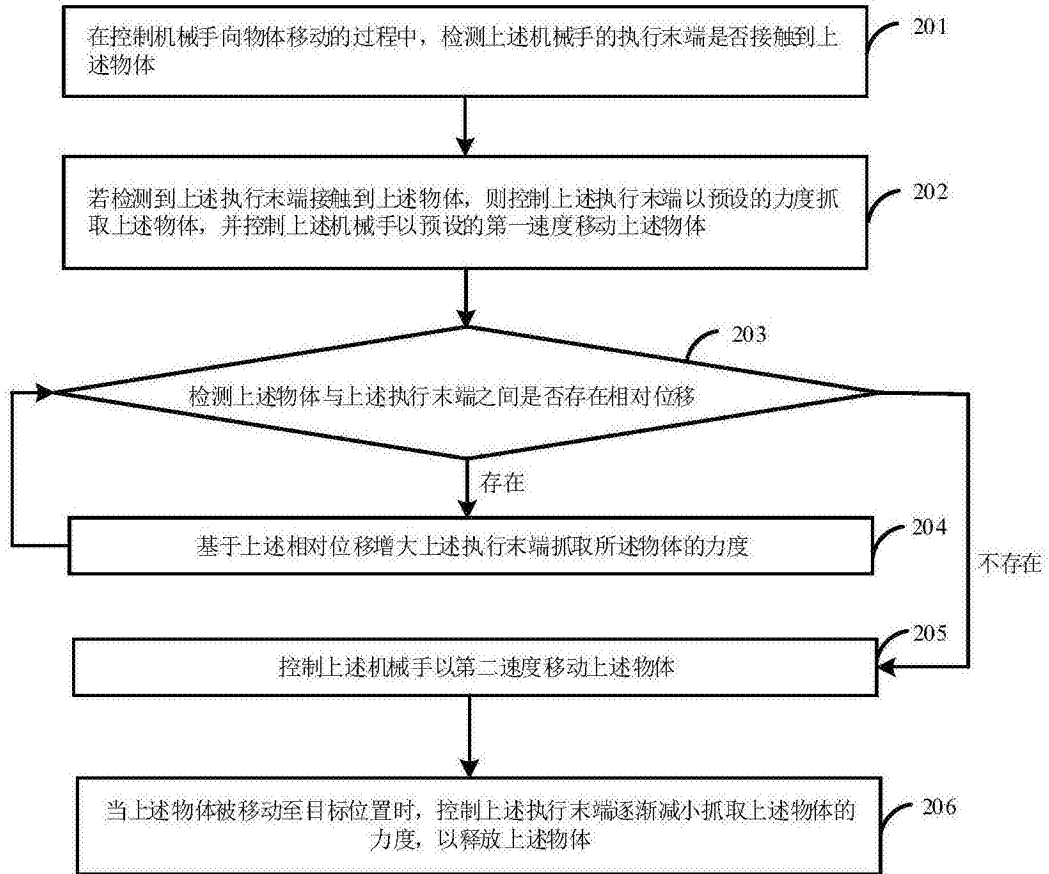 在控制机械手向物体移动的过程中，检测上述机械手的执行末端是否接触到上
述物体
201
若检测到上述执行末端接触到上述物体，则控制上述执行末端以预设的力度抓
取上述物体，并控制上述机械手以预设的第一速度移动上述物体
202
203
检测上述物体与上述执行末端之间是否存在相对位移
存在
204
基于上述相对位移增大上述执行末端抓取所述物体的力度
不存在
205
控制上述机械手以第二速度移动上述物体
当上述物体被移动至目标位置时，控制上述执行末端逐渐减小抓取上述物体的
力度，以释放上述物体
206